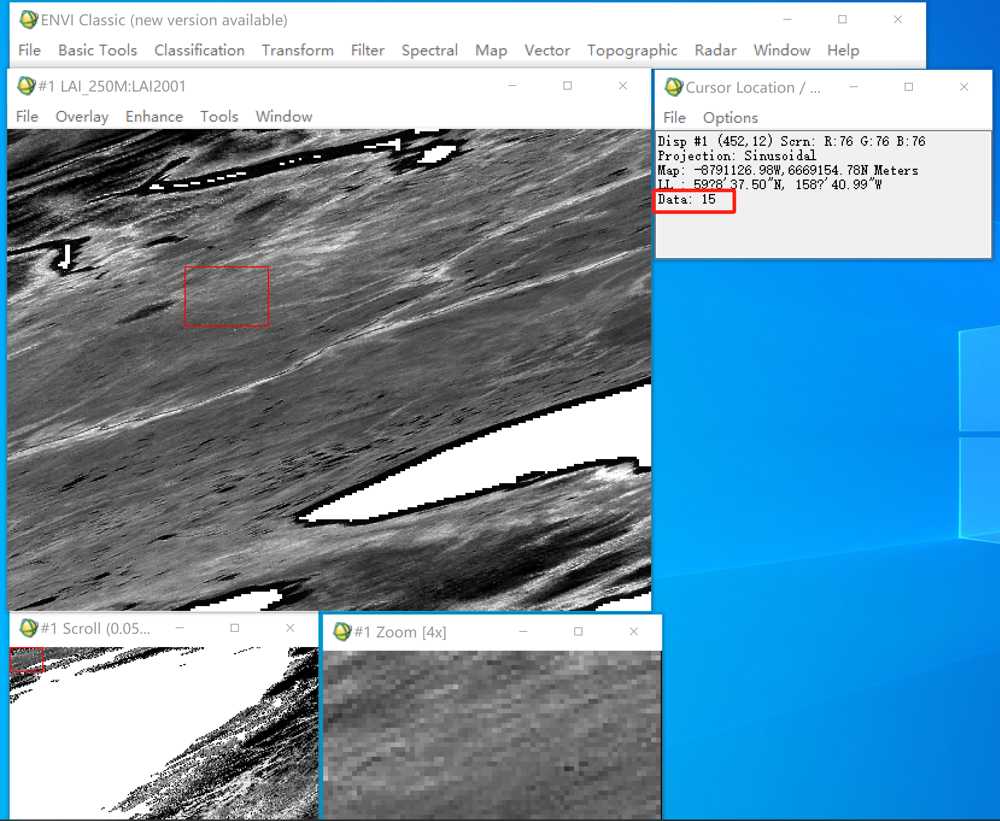 ENVI Classic (new version available)
File Basic Tools Classification Transform Filter Spectral Map Vector Topographic Radar Window Help
#1 LAI_250M:LAI2001
File Overlay Enhance Tools Window
Cursor Location / ...
File Options
Disp #1 (452,12) Scrn: R:76 G:76 B:76
Projection: Sinusoidal
Map: -8791126.98W,6669154.78N Meters
LL : 59?8'37.50"N, 158?'40.99"W
Data: 15
#1 Scroll (0.05...
#1 Zoom [4x]